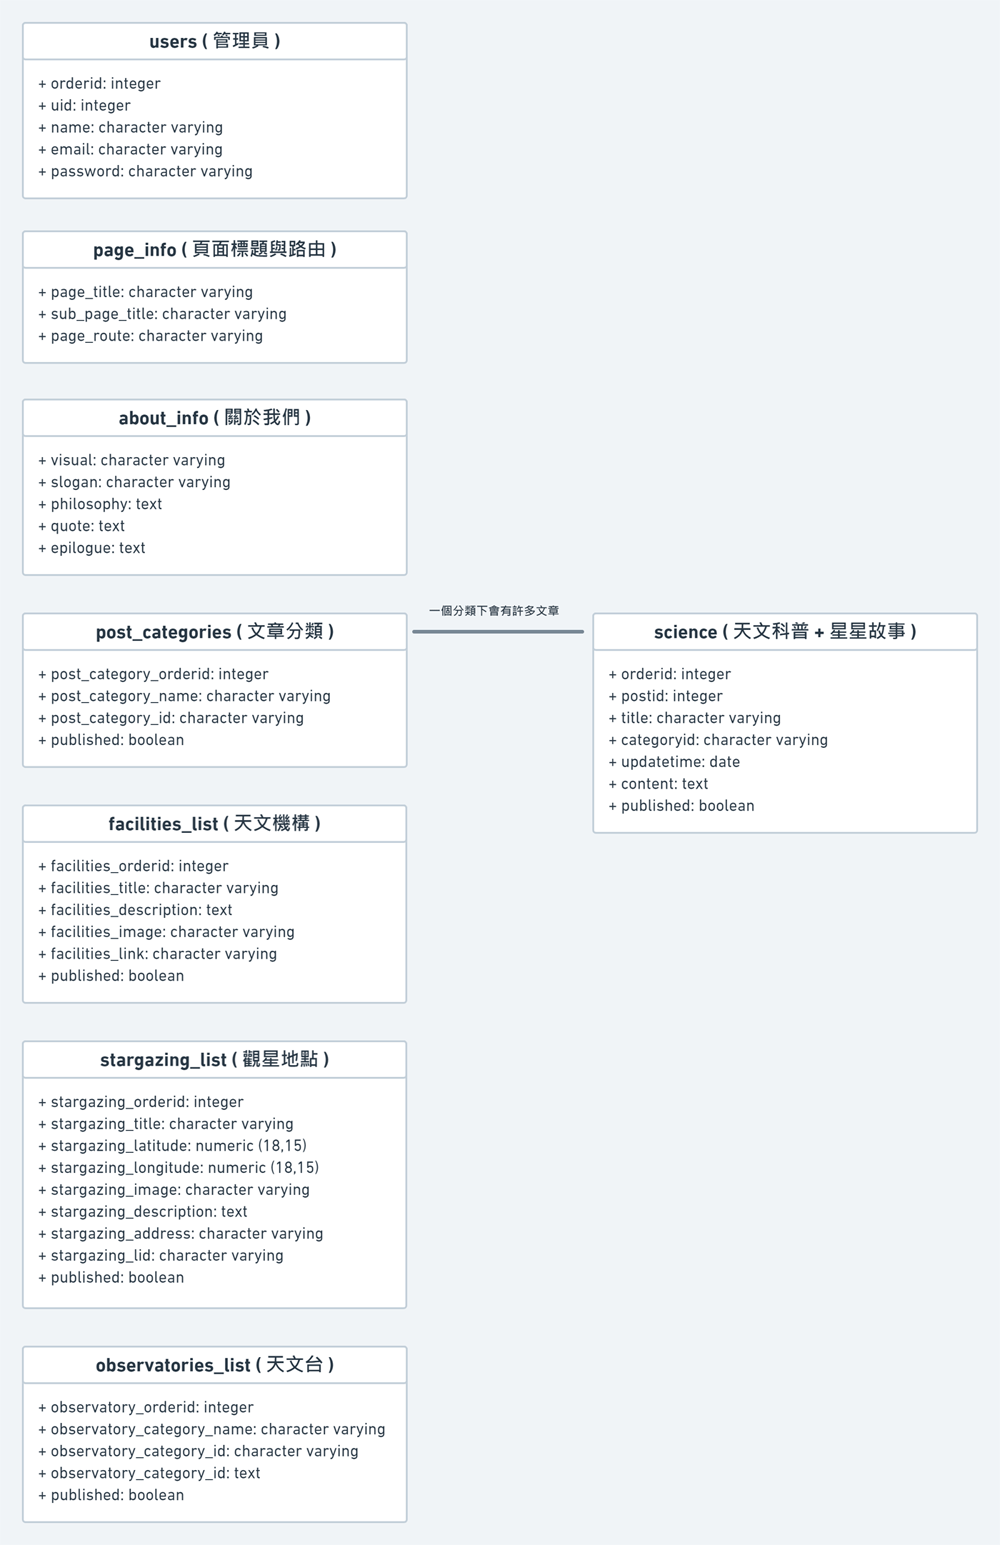 users ( 管理員 )
+ orderid: integer
+ uid: integer
+ name: character varying
+ email: character varying
+ password: character varying
page_info ( 頁面標題與路由 )
+ page_title: character varying
+ sub_page_title: character varying
+ page_route: character varying
about_info ( 關於我們 )
+ visual: character varying
+ slogan: character varying
+ philosophy: text
+ quote: text
+ epilogue: text
post_categories ( 文章分類 )
+ post_category_orderid: integer
+ post_category_name: character varying
+ post_category_id: character varying
+ published: boolean
一個分類下會有許多文章
science ( 天文科普 + 星星故事 )
+ orderid: integer
+ postid: integer
+ title: character varying
+ categoryid: character varying
+ updatetime: date
+ content: text
+ published: boolean
facilities_list ( 天文機構 )
+ facilities_orderid: integer
+ facilities_title: character varying
+ facilities_description: text
+ facilities_image: character varying
+ facilities_link: character varying
+ published: boolean
stargazing_list ( 觀星地點 )
+ stargazing_orderid: integer
+ stargazing_title: character varying
+ stargazing_latitude: numeric (18,15)
+ stargazing_longitude: numeric (18,15)
+ stargazing_image: character varying
+ stargazing_description: text
+ stargazing_address: character varying
+ stargazing_lid: character varying
+ published: boolean
observatories_list ( 天文台 )
+ observatory_orderid: integer
+ observatory_category_name: character varying
+ observatory_category_id: character varying
+ observatory_category_id: text
+ published: boolean